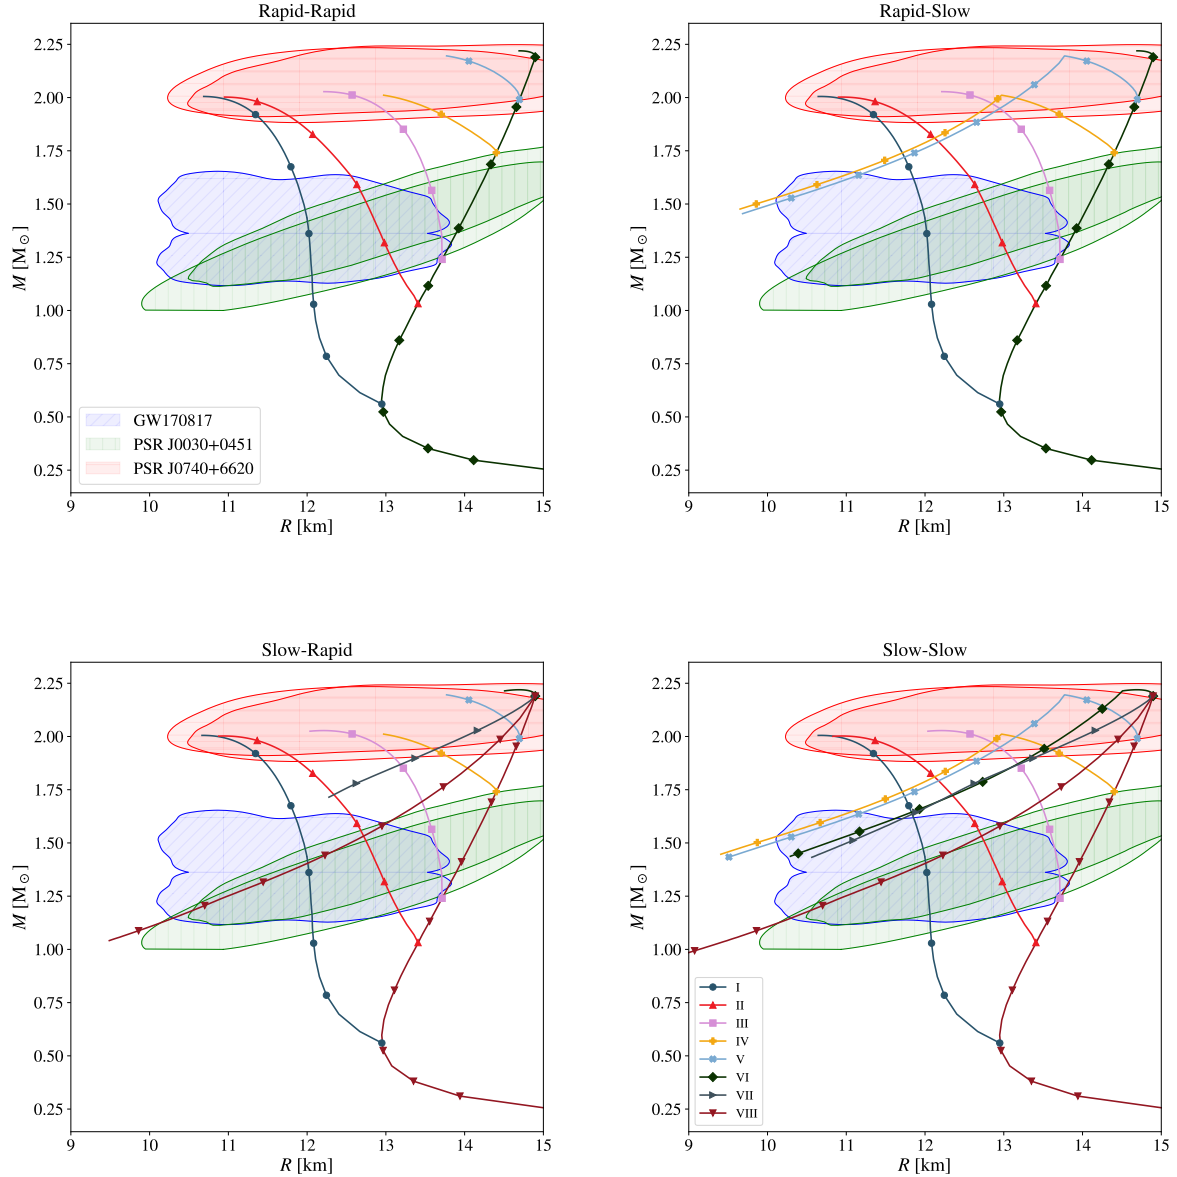 Rapid-Rapid
2.25
2.00
1.75
1.50
1.25
1.00
0.75
0.50
0.25
M [M⊙]
GW170817
PSR J0030+0451
PSR J0740+6620
9 10 11 12 13 14 15
R [km]
Rapid-Slow
2.25
2.00
1.75
1.50
1.25
1.00
0.75
0.50
0.25
M [M⊙]
9 10 11 12 13 14 15
R [km]
Slow-Rapid
2.25
2.00
1.75
1.50
1.25
1.00
0.75
0.50
0.25
M [M⊙]
9 10 11 12 13 14 15
R [km]
Slow-Slow
2.25
2.00
1.75
1.50
1.25
1.00
0.75
0.50
0.25
M [M⊙]
I
II
III
IV
V
VI
VII
VIII
9 10 11 12 13 14 15
R [km]